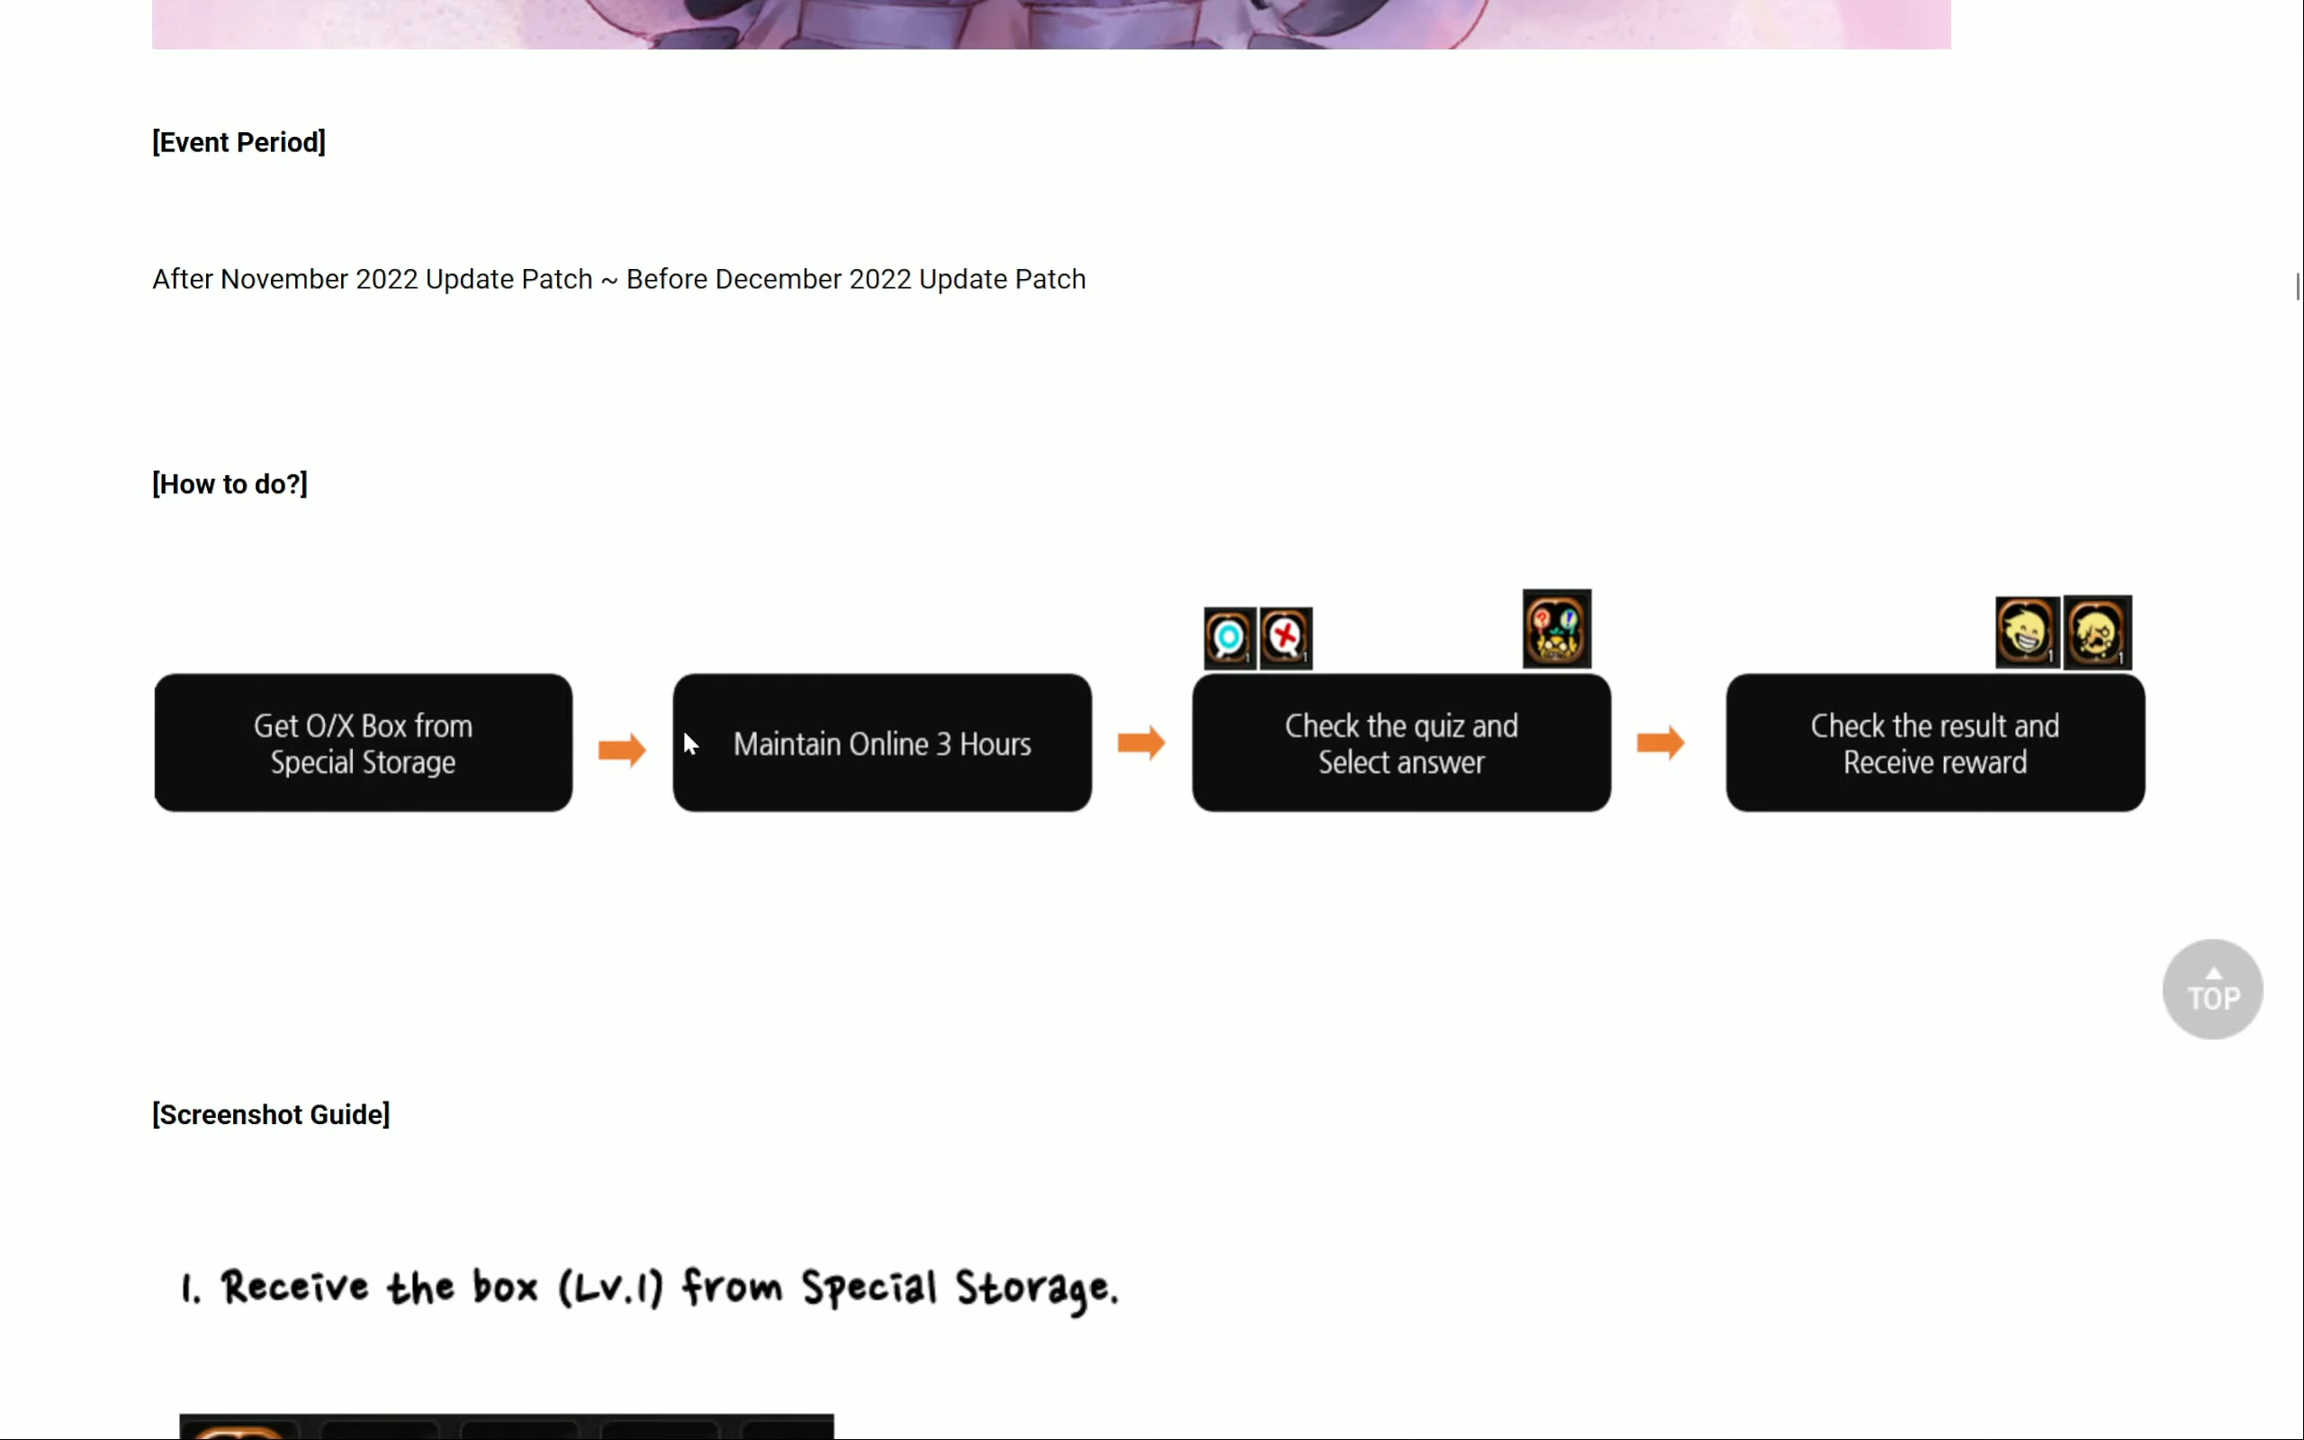 [Event Period]
After November 2022 Update Patch ~ Before December 2022 Update Patch
[How to do?]
Get O/X Box from
Special Storage
Maintain Online 3 Hours
Check the quiz and
Select answer
Check the result and
Receive reward
TOP
[Screenshot Guide]
1. Receive the box (Lv.1) from Special Storage.